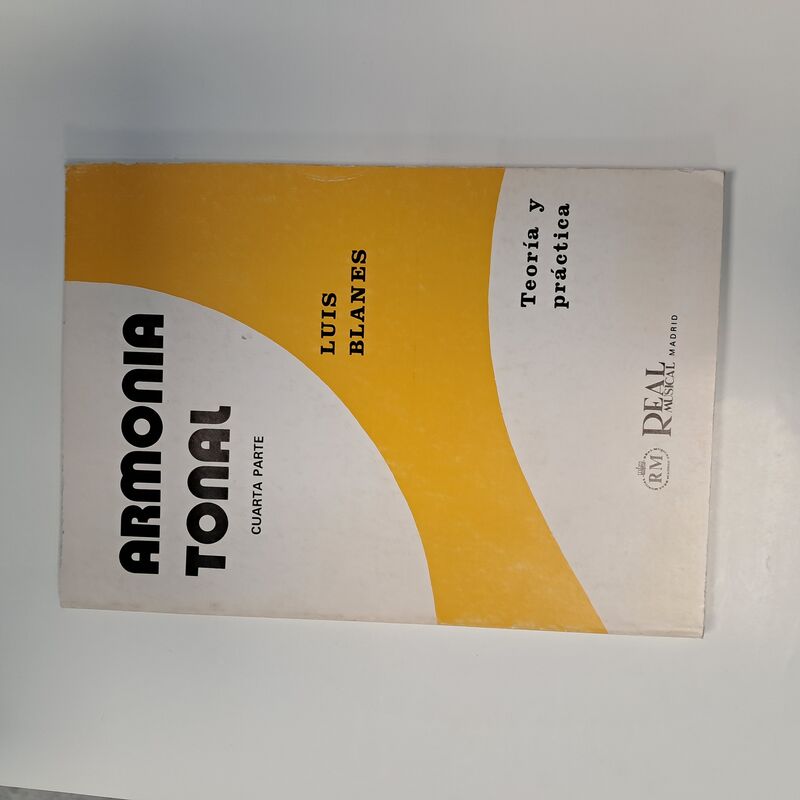 ARMONIA
TONAL
CUARTA PARTE
LUIS
BLANES
Teoría y
práctica
RM
REAL
MUSICAL MADRID